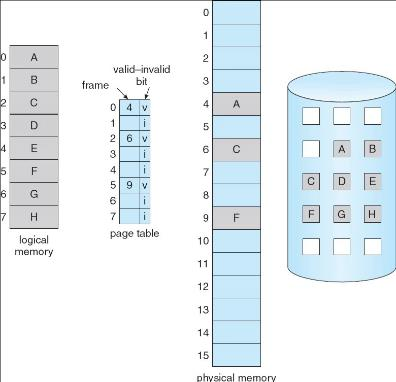 0 A
1 B
2 C
3 D
4 E
5 F
6 G
7 H
logical
memory
valid–invalid
bit
frame
0 4 v
1 i
2 6 v
3 i
4 i
5 9 v
6 i
7 i
page table
0
1
2
3
4 A
5
6 C
7
8
9 F
10
11
12
13
14
15
physical memory
A B
C D E
F G H